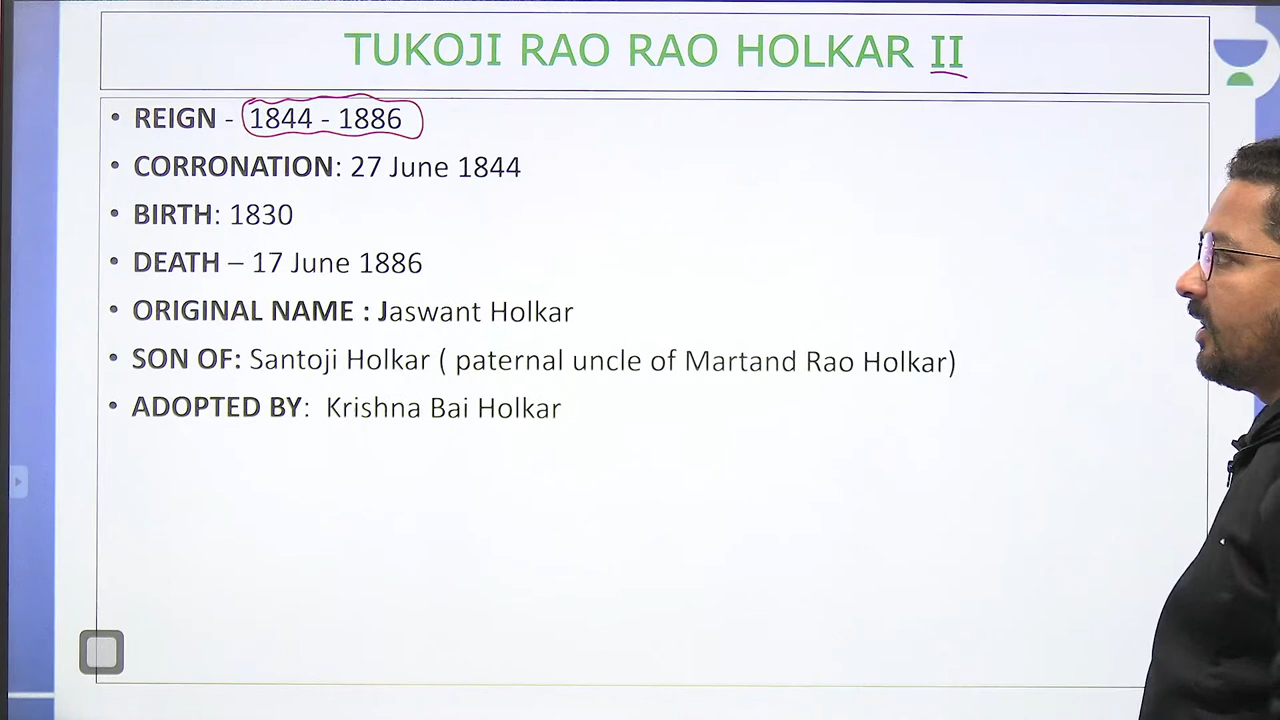 TUKOJI RAO RAO HOLKAR II
• REIGN - 1844 - 1886
• CORRONATION: 27 June 1844
• BIRTH: 1830
• DEATH – 17 June 1886
• ORIGINAL NAME : Jaswant Holkar
• SON OF: Santoji Holkar ( paternal uncle of Martand Rao Holkar)
• ADOPTED BY: Krishna Bai Holkar